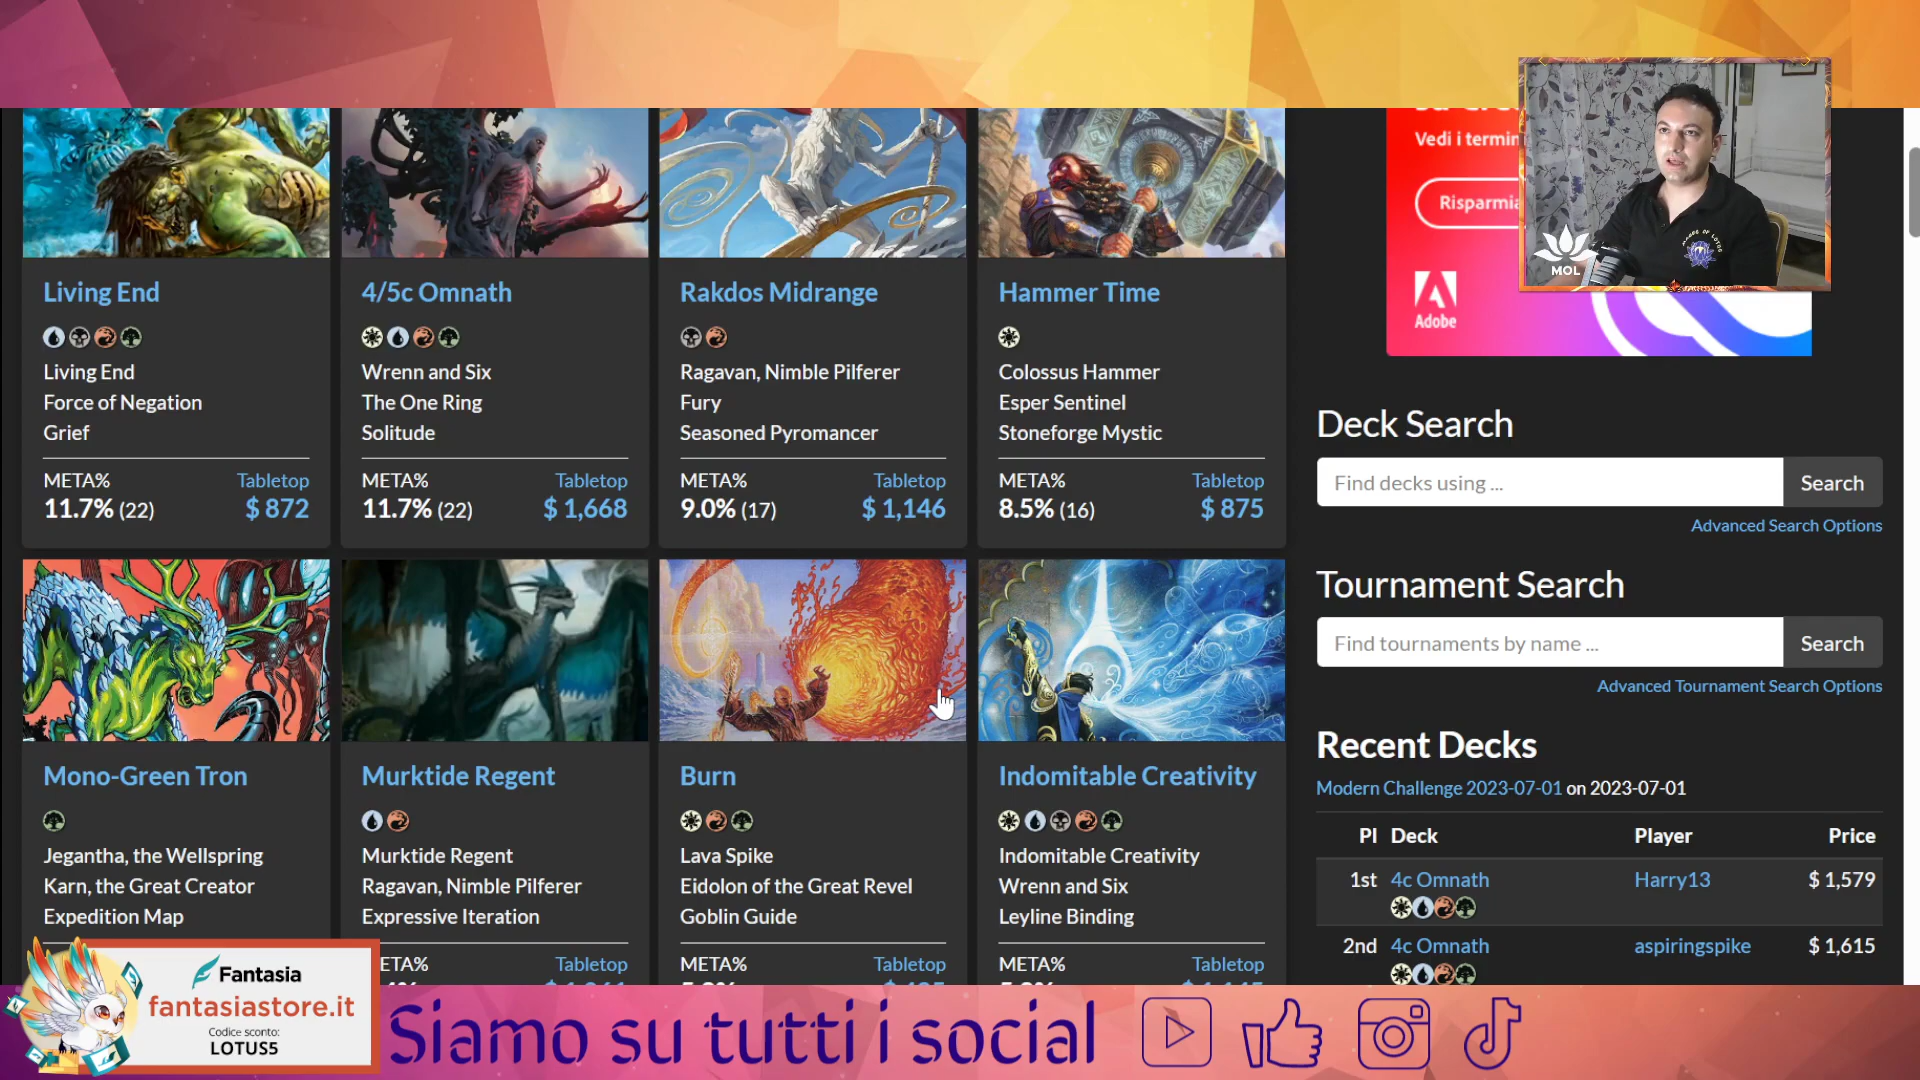 Living End
Living End
Force of Negation
Grief
META% Tabletop
11.7% (22) $ 872
4/5c Omnath
Wrenn and Six
The One Ring
Solitude
META% Tabletop
11.7% (22) $ 1,668
Rakdos Midrange
Ragavan, Nimble Pilferer
Fury
Seasoned Pyromancer
META% Tabletop
9.0% (17) $ 1,146
Hammer Time
Colossus Hammer
Esper Sentinel
Stoneforge Mystic
META% Tabletop
8.5% (16) $ 875
Mono-Green Tron
Jegantha, the Wellspring
Karn, the Great Creator
Expedition Map
Murktide Regent
Murktide Regent
Ragavan, Nimble Pilferer
Expressive Iteration
Tabletop
Burn
Lava Spike
Eidolon of the Great Revel
Goblin Guide
META% Tabletop
Indomitable Creativity
Indomitable Creativity
Wrenn and Six
Leyline Binding
META% Tabletop
Vedi i termin
Risparmia
Adobe
MOL
Deck Search
Find decks using ...
Search
Advanced Search Options
Tournament Search
Find tournaments by name ...
Search
Advanced Tournament Search Options
Recent Decks
Modern Challenge 2023-07-01 on 2023-07-01
Pl Deck Player Price
1st 4c Omnath Harry13 $ 1,579
2nd 4c Omnath aspiringspike $ 1,615
Fantasia
fantasiastore.it
Codice sconto:
LOTUS5
Siamo su tutti i social